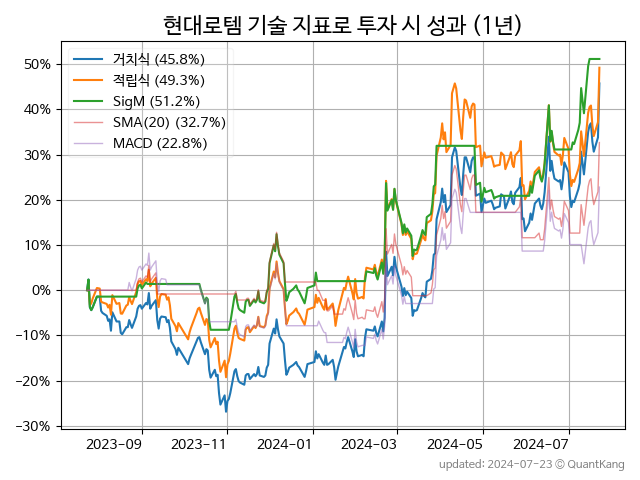 현대로템 기술 지표로 투자 시 성과 (1년)
거치식 (45.8%)
적립식 (49.3%)
SigM (51.2%)
SMA(20) (32.7%)
MACD (22.8%)
50%
40%
30%
20%
10%
0%
−10%
−20%
−30%
2023-09 2023-11 2024-01 2024-03 2024-05 2024-07
updated: 2024-07-23 © QuantKang